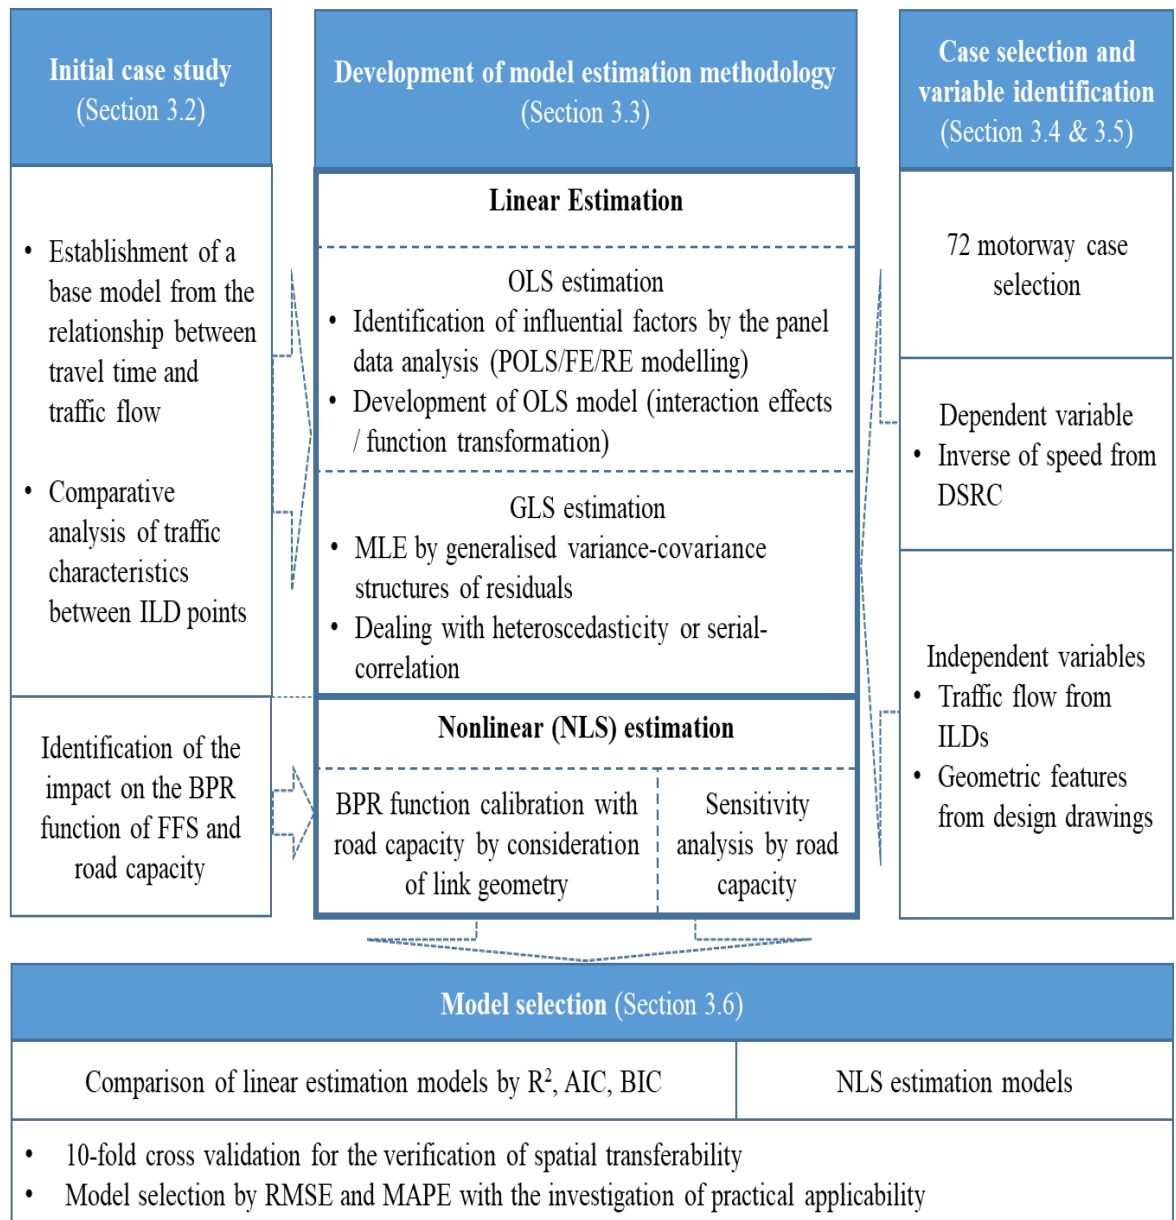 Initial case study
(Section 3.2)
• Establishment of a
base model from the
relationship between
travel time and
traffic flow
• Comparative
analysis of traffic
characteristics
between ILD points
Identification of the
impact on the BPR
function of FFS and
road capacity
Development of model estimation methodology
(Section 3.3)
Linear Estimation
OLS estimation
• Identification of influential factors by the panel
data analysis (POLS/FE/RE modelling)
• Development of OLS model (interaction effects
/ function transformation)
GLS estimation
• MLE by generalised variance-covariance
structures of residuals
• Dealing with heteroscedasticity or serial-
correlation
Nonlinear (NLS) estimation
BPR function calibration with
road capacity by consideration
of link geometry
Sensitivity
analysis by road
capacity
Case selection and
variable identification
(Section 3.4 & 3.5)
72 motorway case
selection
Dependent variable
• Inverse of speed from
DSRC
Independent variables
• Traffic flow from
ILDs
• Geometric features
from design drawings
Model selection (Section 3.6)
Comparison of linear estimation models by R², AIC, BIC
NLS estimation models
• 10-fold cross validation for the verification of spatial transferability
• Model selection by RMSE and MAPE with the investigation of practical applicability